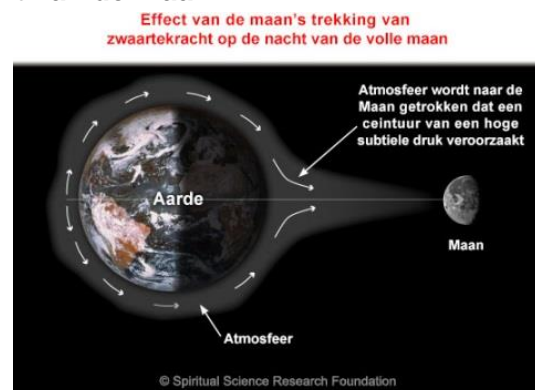 Effect van de maan's trekking van
zwaartekracht op de nacht van de volle maan
Atmosfeer wordt naar de
Maan getrokken dat een
ceintuur van een hoge
subtiele druk veroorzaakt
Aarde
Maan
Atmosfeer
© Spiritual Science Research Foundation